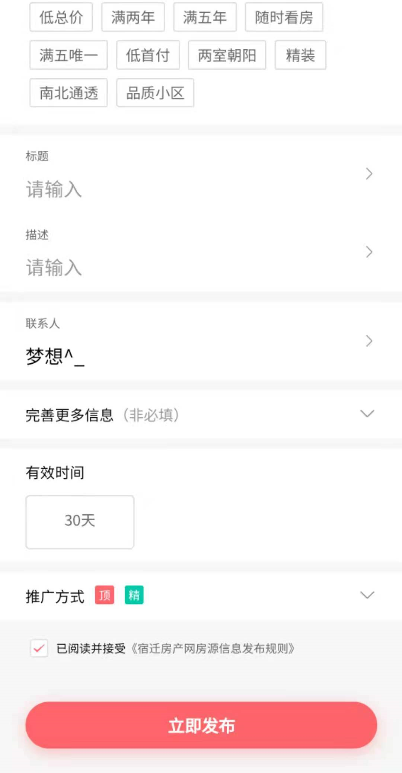 低总价 满两年 满五年 随时看房
满五唯一 低首付 两室朝阳 精装
南北通透 品质小区
标题
请输入
描述
请输入
联系人
梦想^_
完善更多信息（非必填）
有效时间
30天
推广方式 顶 精
已阅读并接受《宿迁房产网房源信息发布规则》
立即发布